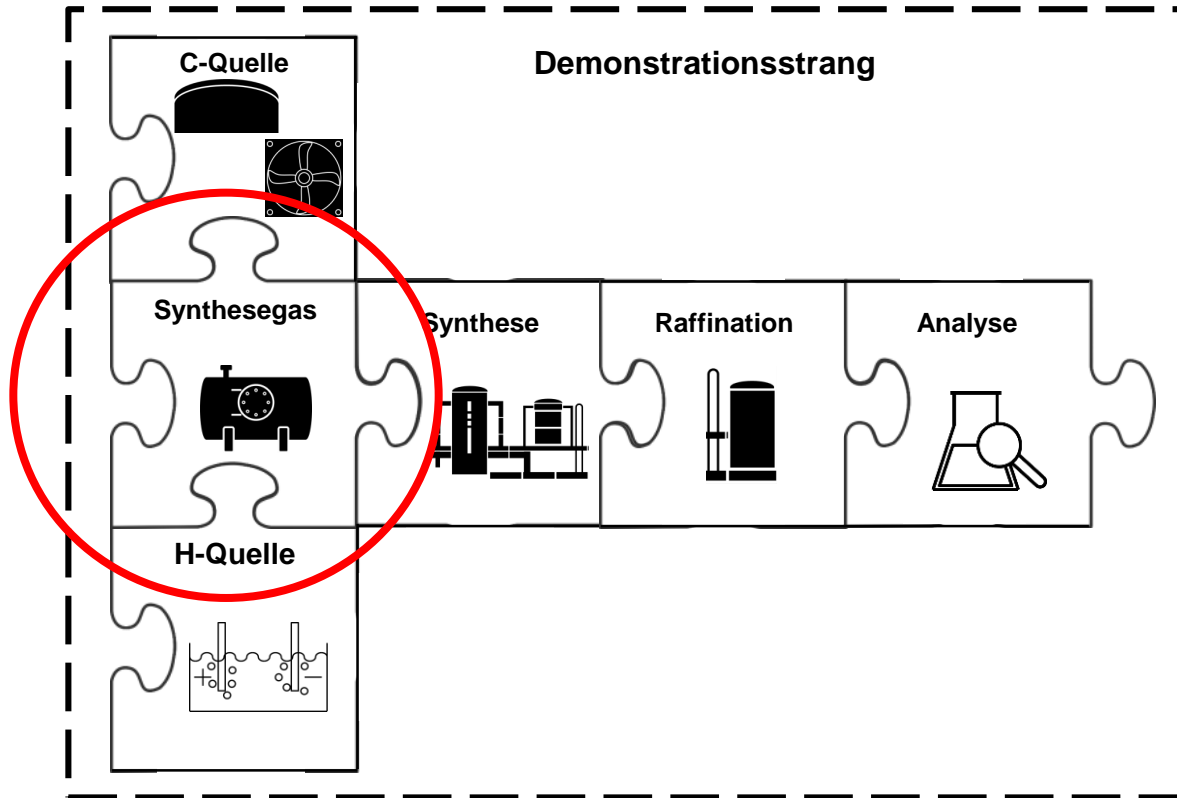 Demonstrationsstrang
C-Quelle
Synthesegas
Synthese
Raffination
Analyse
H-Quelle